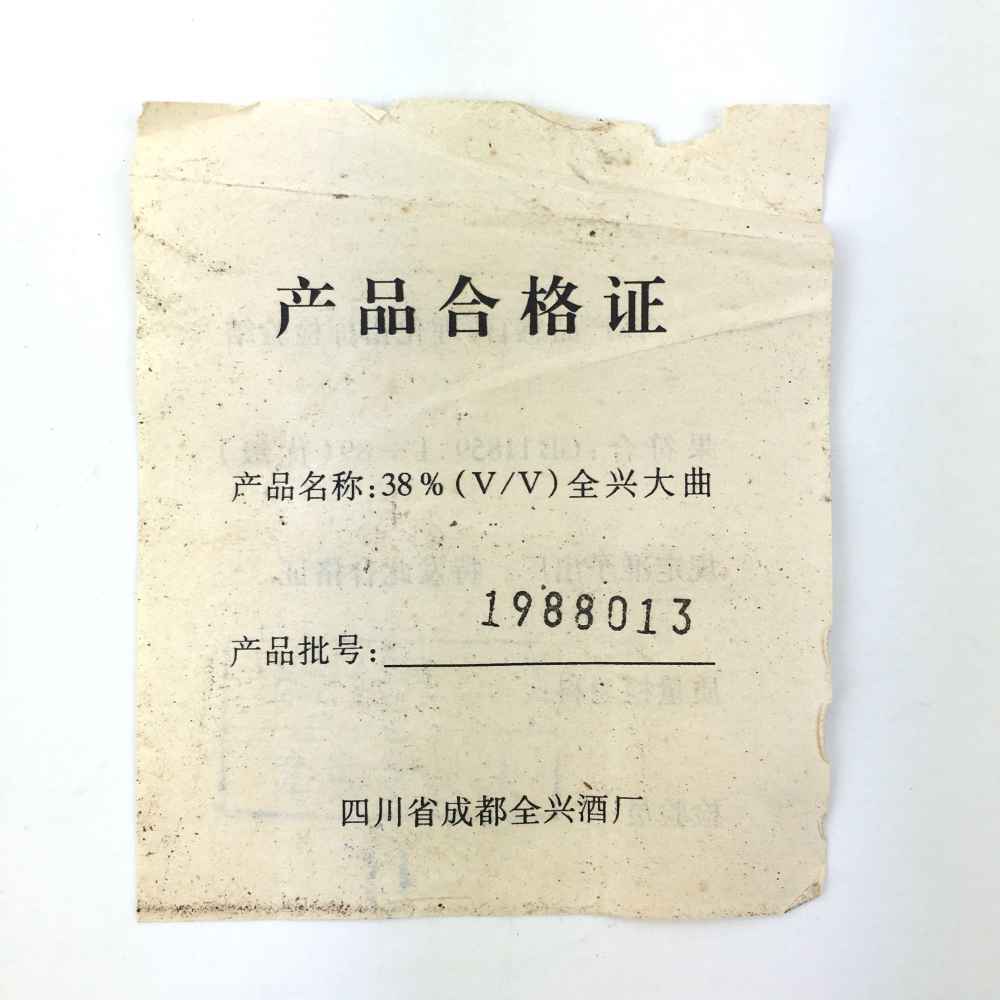 产品合格证
产品名称:38%(V/V)全兴大曲
产品批号: 1988013
四川省成都全兴酒厂